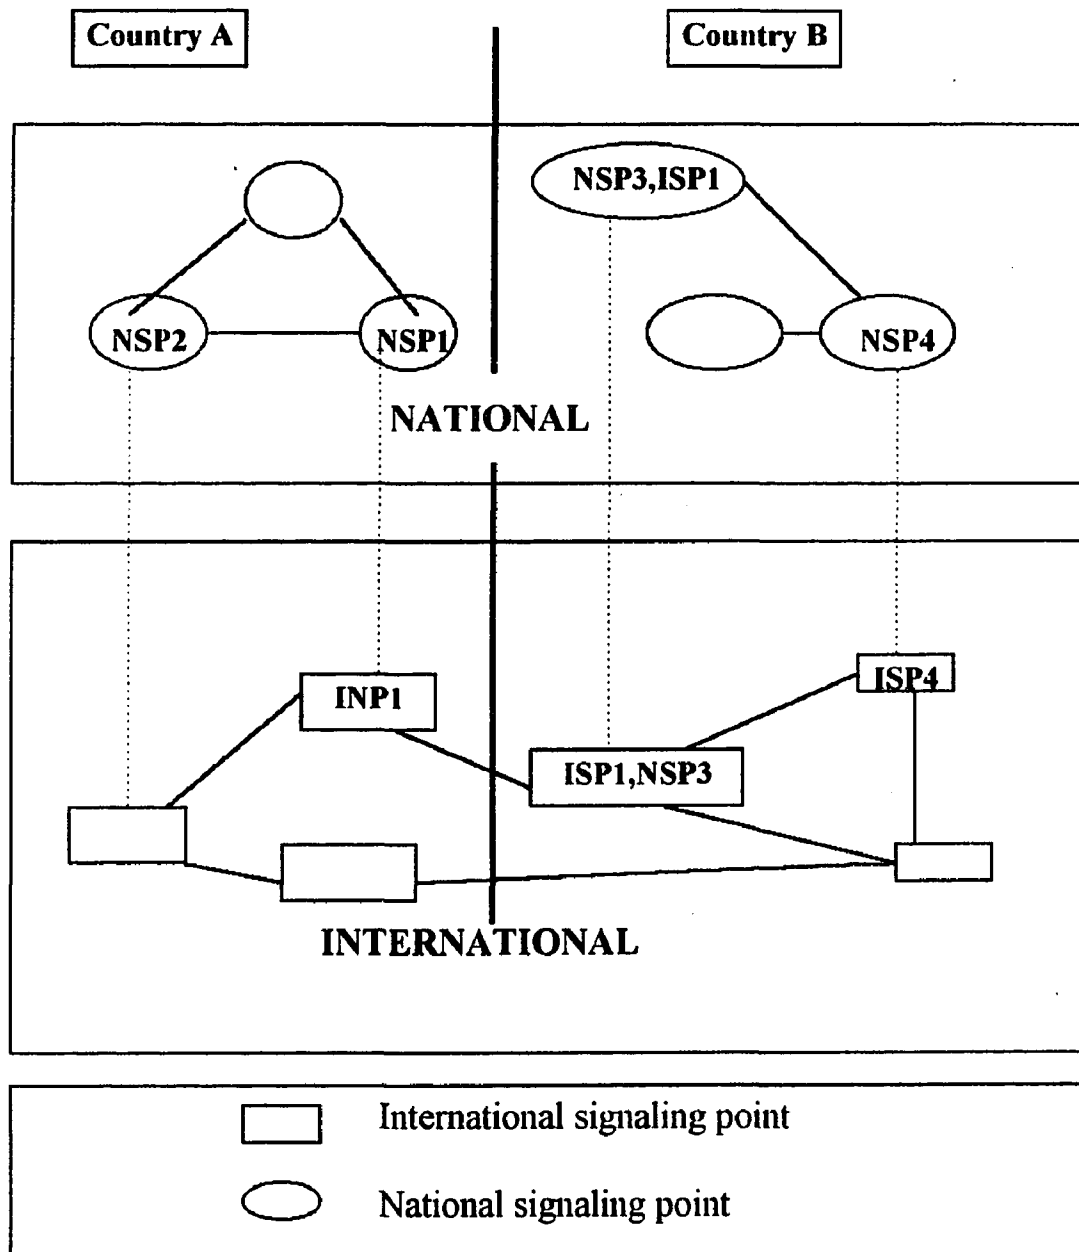 Country A
Country B
NSP3,ISP1
NSP2
NSP1
NSP4
NATIONAL
INP1
ISP4
ISP1,NSP3
INTERNATIONAL
International signaling point
National signaling point